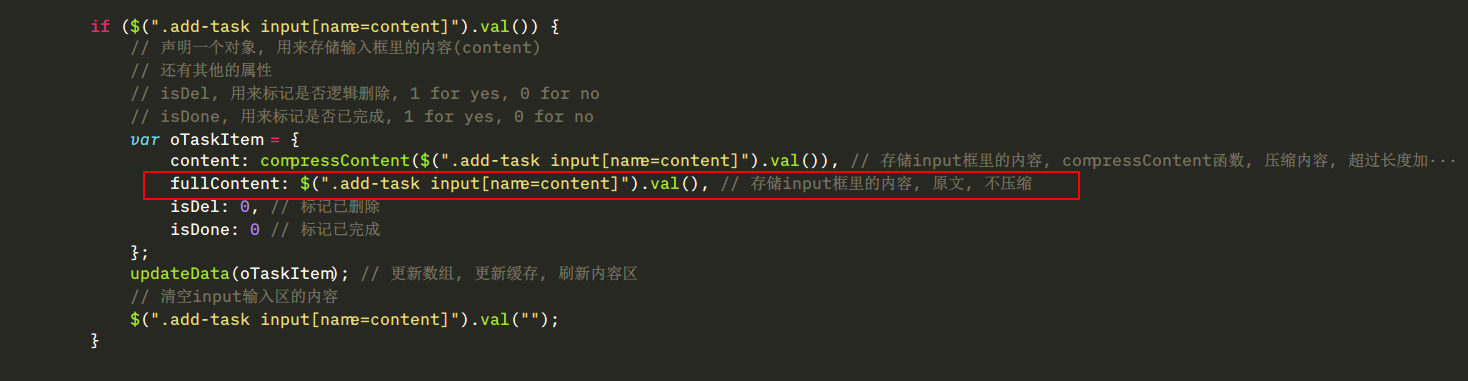 if ($(".add-task input[name=content]").val()) {
// 声明一个对象, 用来存储输入框里的内容(content)
// 还有其他的属性
// isDel, 用来标记是否逻辑删除, 1 for yes, 0 for no
// isDone, 用来标记是否已完成, 1 for yes, 0 for no
var oTaskItem = {
content: compressContent($(".add-task input[name=content]").val()), // 存储input框里的内容, compressContent函数, 压缩内容, 超过长度加···
fullContent: $(".add-task input[name=content]").val(), // 存储input框里的内容, 原文, 不压缩
isDel: 0, // 标记已删除
isDone: 0 // 标记已完成
};
updateData(oTaskItem); // 更新数组, 更新缓存, 刷新内容区
// 清空input输入区的内容
$(".add-task input[name=content]").val("");
}